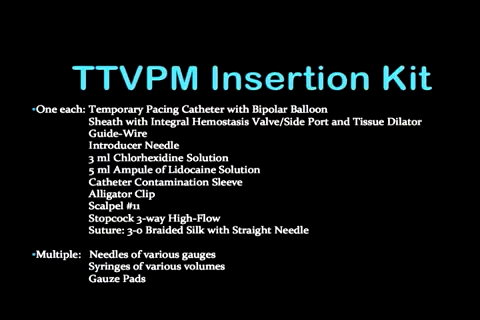 TTVPM Insertion Kit
•One each: Temporary Pacing Catheter with Bipolar Balloon
Sheath with Integral Hemostasis Valve/Side Port and Tissue Dilator
Guide-Wire
Introducer Needle
3 ml Chlorhexidine Solution
5 ml Ampule of Lidocaine Solution
Catheter Contamination Sleeve
Alligator Clip
Scalpel #11
Stopcock 3-way High-Flow
Suture: 3-0 Braided Silk with Straight Needle
•Multiple: Needles of various gauges
Syringes of various volumes
Gauze Pads